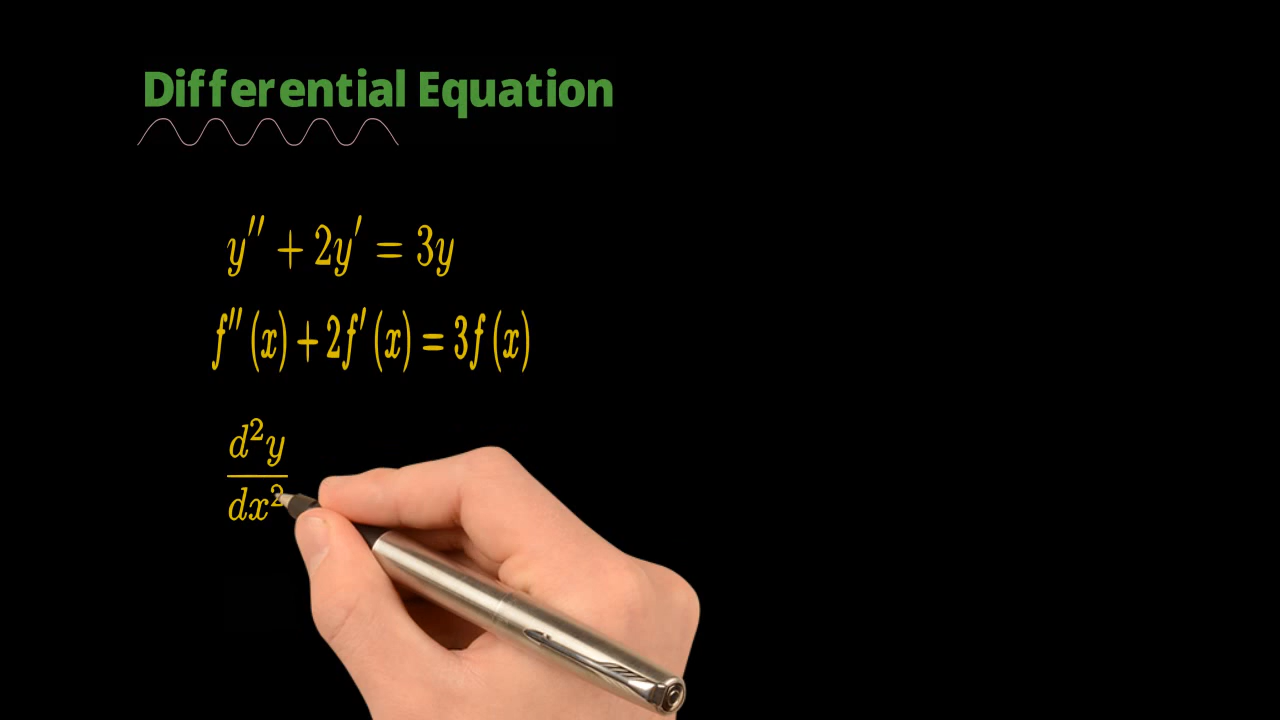 Differential Equation
y'' + 2y' = 3y
f''(x) + 2f'(x) = 3f(x)
d²y
dx²